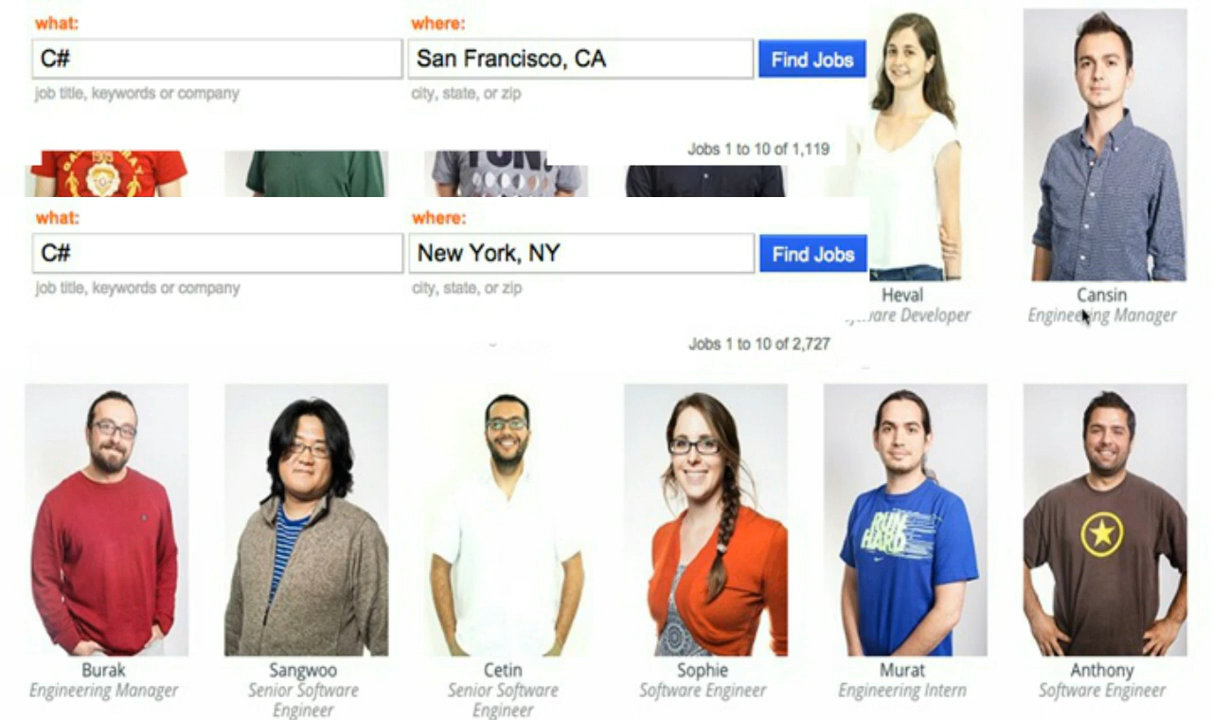 what:
where:
C#
San Francisco, CA
Find Jobs
job title, keywords or company
city, state, or zip
Jobs 1 to 10 of 1,119
what:
where:
C#
New York, NY
Find Jobs
job title, keywords or company
city, state, or zip
Jobs 1 to 10 of 2,727
Heval
Cansin
Developer
Engineering Manager
RUN
HARD
Burak
Sangwoo
Cetin
Sophie
Murat
Anthony
Engineering Manager
Senior Software
Senior Software
Software Engineer
Engineering Intern
Software Engineer
Engineer
Engineer